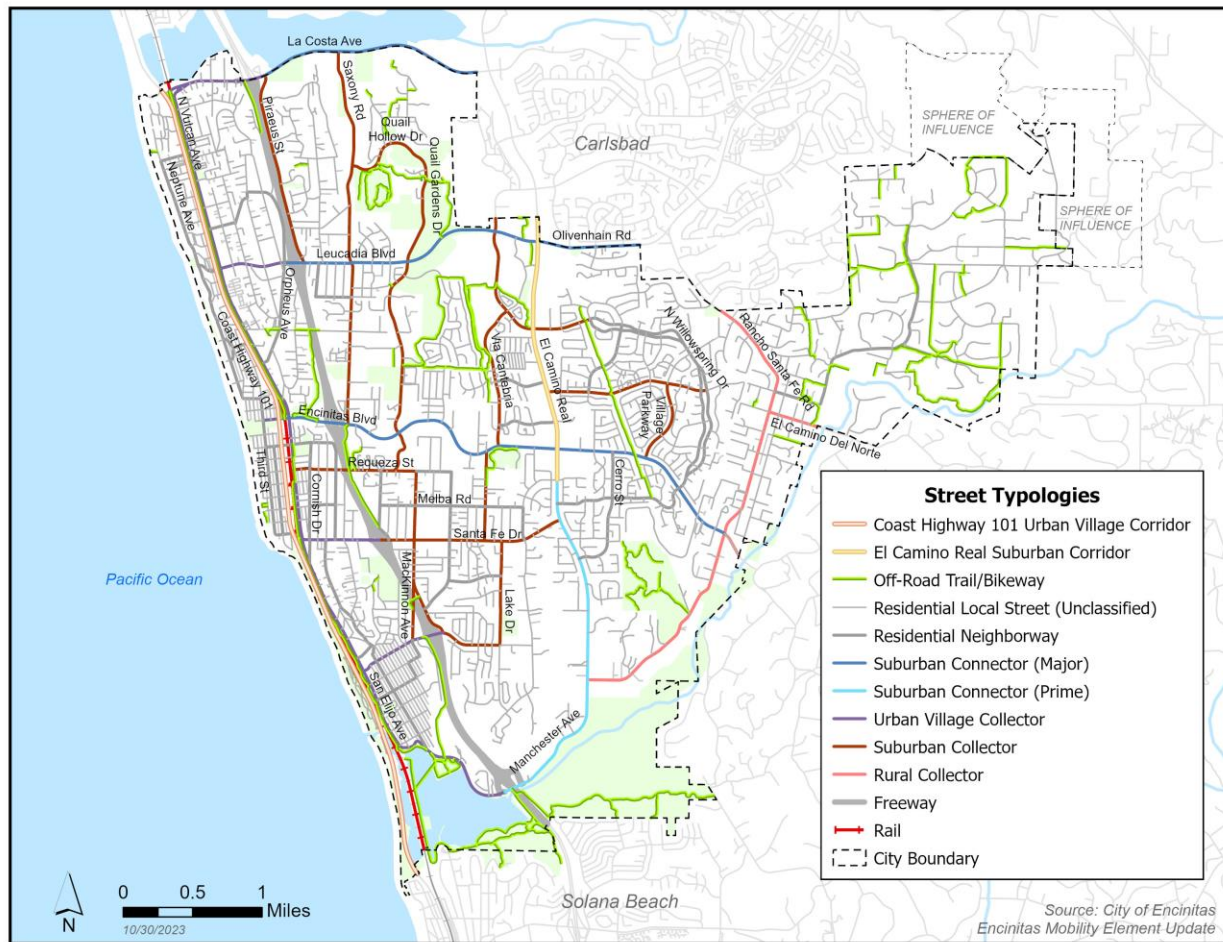 La Costa Ave
Saxony Rd
Piraeus St
N Vulcan Ave
Neptune Ave
Quail
Hollow Dr
Quail Gardens Dr
Carlsbad
SPHERE OF
INFLUENCE
SPHERE OF
INFLUENCE
Leucadia Blvd
Olivenhain Rd
Orpheus Ave
Coast Highway 101
Via Cantebria
El Camino Real
N Willowspring Dr
Rancho Santa Fe Rd
Village
Parkway
Encinitas Blvd
El Camino Del Norte
Third St
Cornish Dr
Requeza St
Melba Rd
Cerro St
Santa Fe Dr
MacKinnon Ave
Lake Dr
San Elijo Ave
Manchester Ave
Pacific Ocean
Solana Beach
Street Typologies
Coast Highway 101 Urban Village Corridor
El Camino Real Suburban Corridor
Off-Road Trail/Bikeway
Residential Local Street (Unclassified)
Residential Neighborway
Suburban Connector (Major)
Suburban Connector (Prime)
Urban Village Collector
Suburban Collector
Rural Collector
Freeway
Rail
City Boundary
N
0 0.5 1
Miles
10/30/2023
Source: City of Encinitas
Encinitas Mobility Element Update